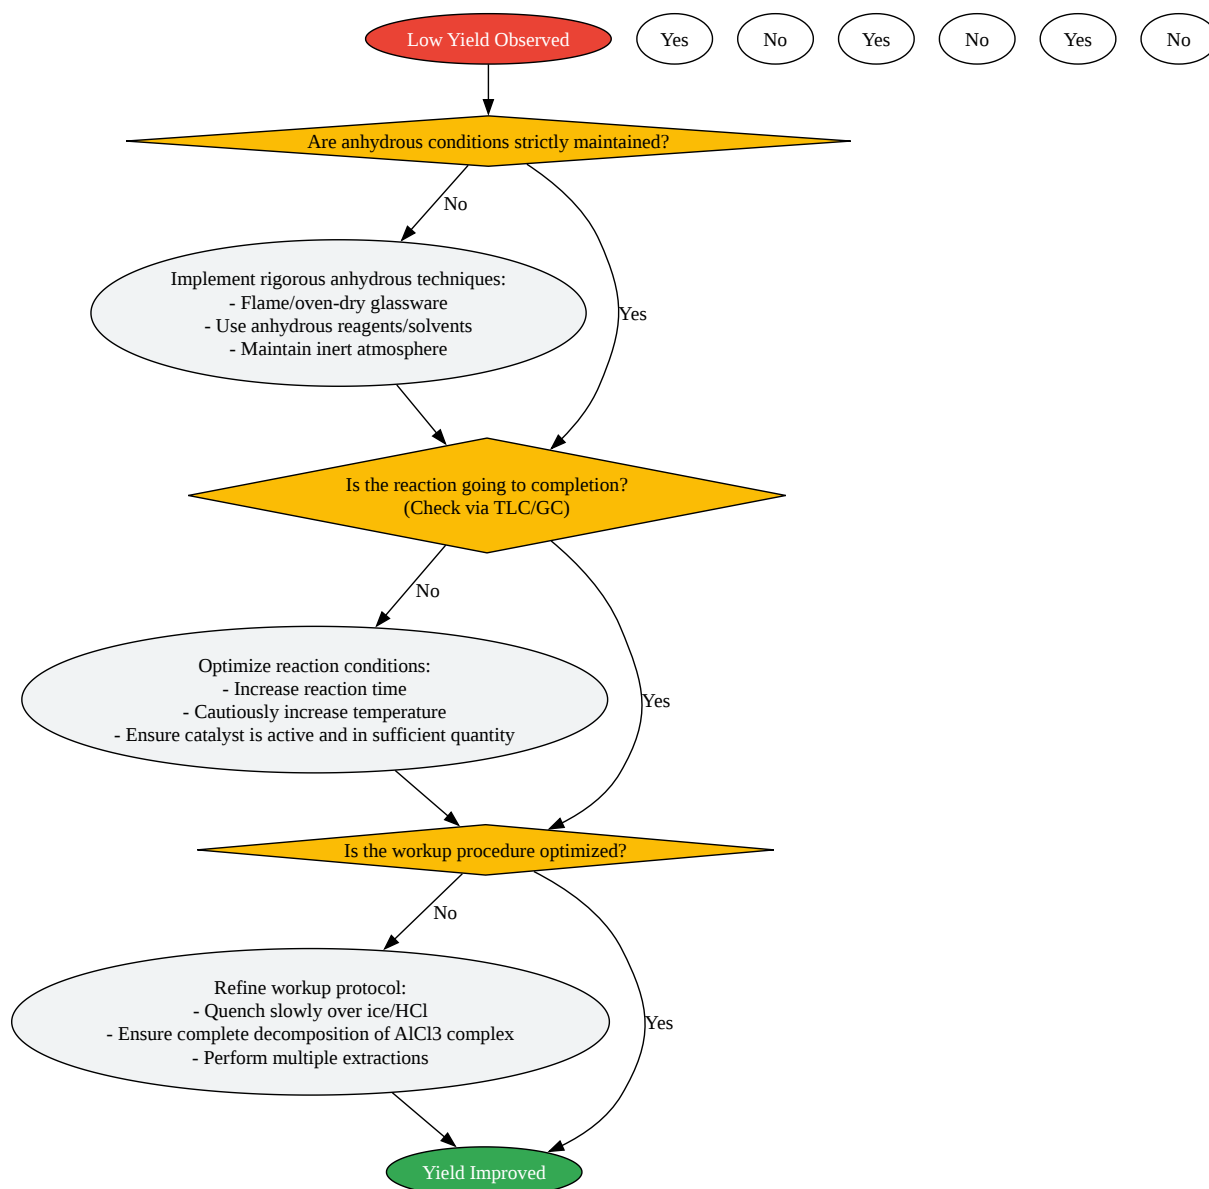 Low Yield Observed
Yes
No
Yes
No
Yes
No
Are anhydrous conditions strictly maintained?
No
Implement rigorous anhydrous techniques:
- Flame/oven-dry glassware
- Use anhydrous reagents/solvents
- Maintain inert atmosphere
Yes
Is the reaction going to completion?
(Check via TLC/GC)
No
Optimize reaction conditions:
- Increase reaction time
- Cautiously increase temperature
- Ensure catalyst is active and in sufficient quantity
Yes
Is the workup procedure optimized?
No
Refine workup protocol:
- Quench slowly over ice/HCl
- Ensure complete decomposition of AlCl3 complex
- Perform multiple extractions
Yes
Yield Improved